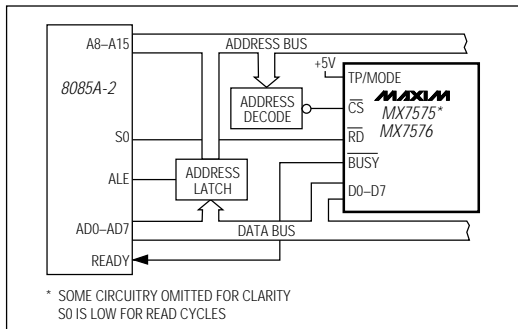 A8–A15
ADDRESS BUS
+5V
TP/MODE
8085A-2
ADDRESS
DECODE
MAXIM
CS
MX7575*
MX7576
S0
RD
BUSY
ALE
ADDRESS
LATCH
D0–D7
AD0–AD7
DATA BUS
READY
* SOME CIRCUITRY OMITTED FOR CLARITY
S0 IS LOW FOR READ CYCLES